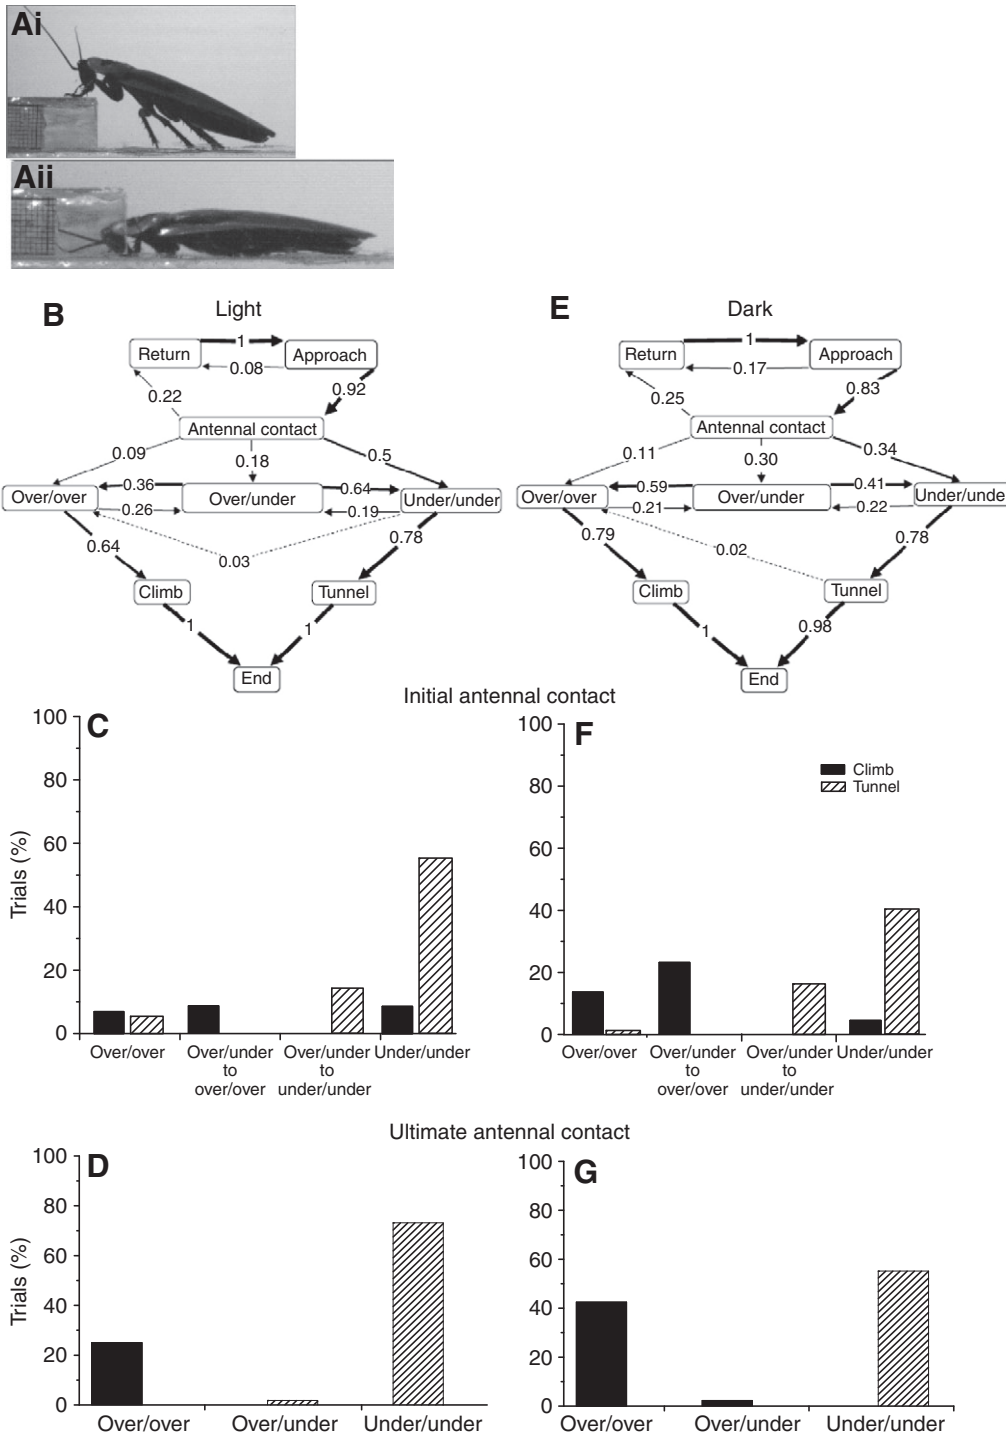 Ai
Aii
B
Light
Return
1
Approach
0.08
0.92
0.22
Antennal contact
0.09
0.18
0.5
Over/over
0.36
Over/under
0.64
Under/under
0.26
0.19
0.64
0.03
0.78
Climb
Tunnel
1
1
End
E
Dark
Return
1
Approach
0.17
0.83
0.25
Antennal contact
0.11
0.30
0.34
Over/over
0.59
Over/under
0.41
Under/unde
0.21
0.22
0.79
0.02
0.78
Climb
Tunnel
1
0.98
End
Initial antennal contact
C
Trials (%)
100
80
60
40
20
0
Over/over
Over/under
to
over/over
Over/under
to
under/under
Under/under
F
Climb
Tunnel
100
80
60
40
20
0
Over/over
Over/under
to
over/over
Over/under
to
under/under
Under/under
Ultimate antennal contact
D
Trials (%)
100
80
60
40
20
0
Over/over
Over/under
Under/under
G
100
80
60
40
20
0
Over/over
Over/under
Under/under